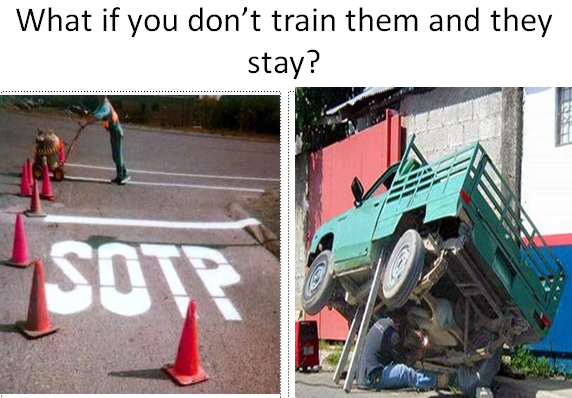 What if you don’t train them and they
stay?
SOTP